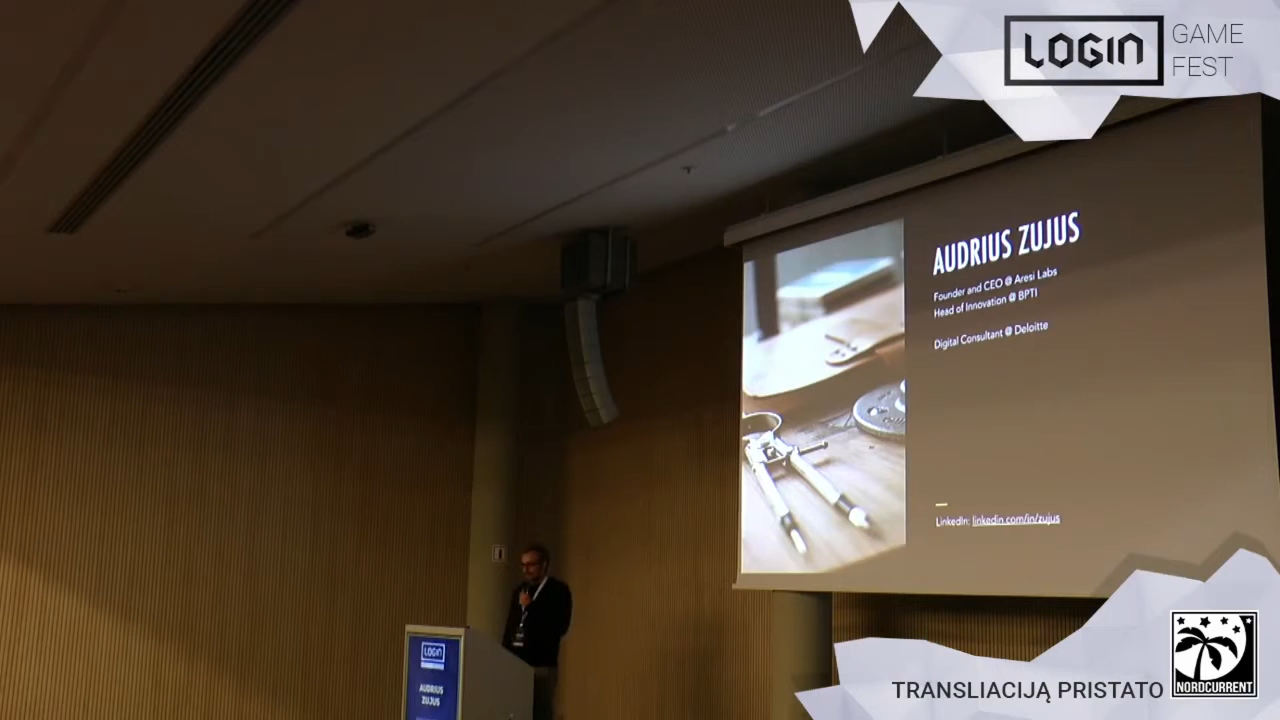 LOGIN
GAME
FEST
AUDRIUS ZUJUS
Founder and CEO @ Aresi Labs
Head of Innovation @ BPTI
Digital Consultant @ Deloitte
LinkedIn: linkedin.com/in/zujus
LOGIN
AUDRIUS
ZUJUS
TRANSLIACIJĄ PRISTATO
NORDCURRENT